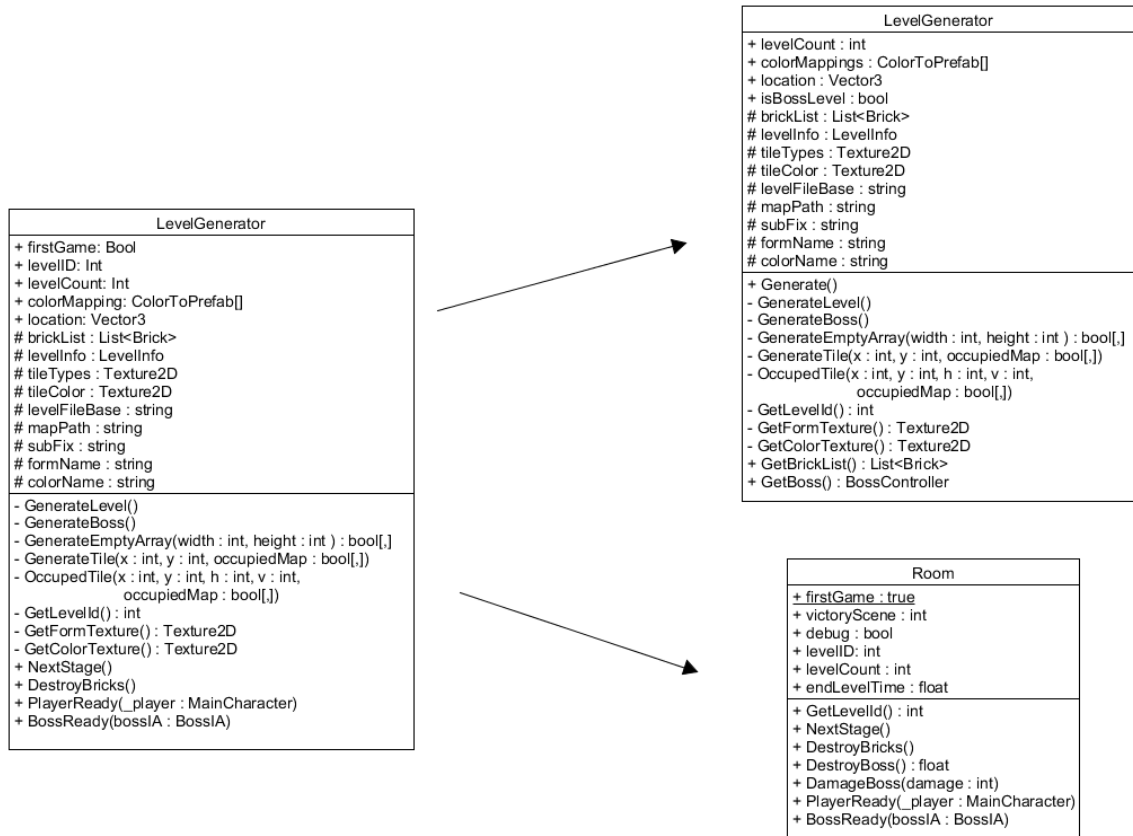 LevelGenerator
+ firstGame: Bool
+ levelID: Int
+ levelCount: Int
+ colorMapping: ColorToPrefab[]
+ location: Vector3
# brickList : List<Brick>
# levelInfo : LevelInfo
# tileTypes : Texture2D
# tileColor : Texture2D
# levelFileBase : string
# mapPath : string
# subFix : string
# formName : string
# colorName : string
- GenerateLevel()
- GenerateBoss()
- GenerateEmptyArray(width : int, height : int ) : bool[,]
- GenerateTile(x : int, y : int, occupiedMap : bool[,])
- OccupedTile(x : int, y : int, h : int, v : int,
occupiedMap : bool[,])
- GetLevelId() : int
- GetFormTexture() : Texture2D
- GetColorTexture() : Texture2D
+ NextStage()
+ DestroyBricks()
+ PlayerReady(_player : MainCharacter)
+ BossReady(bossIA : BossIA)
LevelGenerator
+ levelCount : int
+ colorMappings : ColorToPrefab[]
+ location : Vector3
+ isBossLevel : bool
# brickList : List<Brick>
# levelInfo : LevelInfo
# tileTypes : Texture2D
# tileColor : Texture2D
# levelFileBase : string
# mapPath : string
# subFix : string
# formName : string
# colorName : string
+ Generate()
- GenerateLevel()
- GenerateBoss()
- GenerateEmptyArray(width : int, height : int ) : bool[,]
- GenerateTile(x : int, y : int, occupiedMap : bool[,])
- OccupedTile(x : int, y : int, h : int, v : int,
occupiedMap : bool[,])
- GetLevelId() : int
- GetFormTexture() : Texture2D
- GetColorTexture() : Texture2D
+ GetBrickList() : List<Brick>
+ GetBoss() : BossController
Room
+ firstGame : true
+ victoryScene : int
+ debug : bool
+ levelID: int
+ levelCount : int
+ endLevelTime : float
+ GetLevelId() : int
+ NextStage()
+ DestroyBricks()
+ DestroyBoss() : float
+ DamageBoss(damage : int)
+ PlayerReady(_player : MainCharacter)
+ BossReady(bossIA : BossIA)